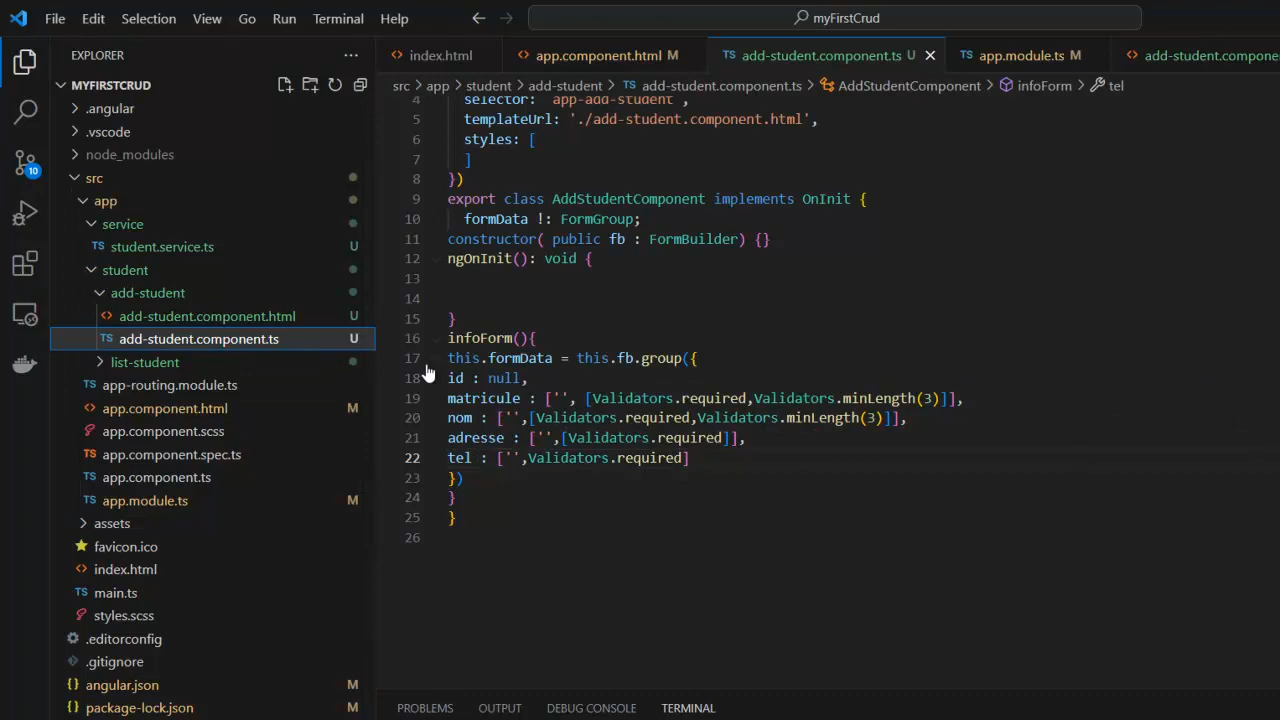 File Edit Selection View Go Run Terminal Help
myFirstCrud
EXPLORER
index.html
app.component.html M
add-student.component.ts U
app.module.ts M
add-student.component
MYFIRSTCRUD
src > app > student > add-student > add-student.component.ts > AddStudentComponent > infoForm > tel
.angular
.vscode
node_modules
src
app
service
student.service.ts U
student
add-student
add-student.component.html U
add-student.component.ts U
list-student
app-routing.module.ts
app.component.html M
app.component.scss
app.component.spec.ts
app.component.ts
app.module.ts M
assets
favicon.ico
index.html
main.ts
styles.scss
.editorconfig
.gitignore
angular.json M
package-lock.json M
10
4 selector: 'app-add-student',
5 templateUrl: './add-student.component.html',
6 styles: [
7 ]
8 })
9 export class AddStudentComponent implements OnInit {
10 formData !: FormGroup;
11 constructor( public fb : FormBuilder) {}
12 ngOnInit(): void {
13
14
15 }
16 infoForm(){
17 this.formData = this.fb.group({
18 id : null,
19 matricule : ['', [Validators.required,Validators.minLength(3)]],
20 nom : ['',[Validators.required,Validators.minLength(3)]],
21 adresse : ['',[Validators.required]],
22 tel : ['',Validators.required]
23 })
24 }
25 }
26
PROBLEMS OUTPUT DEBUG CONSOLE TERMINAL